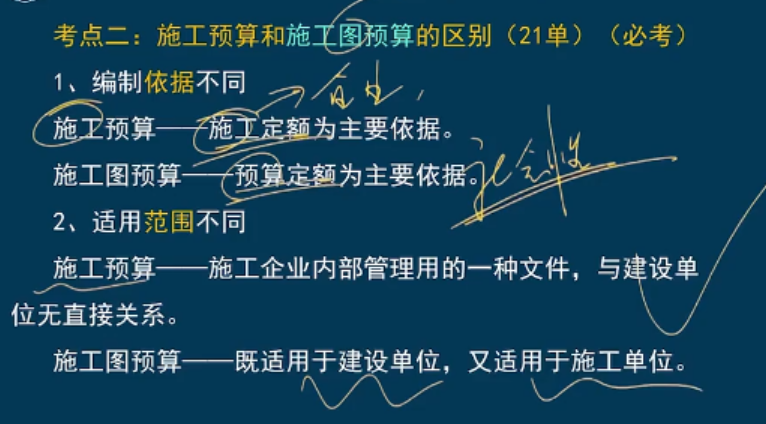 考点二：施工预算和施工图预算的区别（21单）（必考）
1、编制依据不同
施工预算——施工定额为主要依据。
施工图预算——预算定额为主要依据。
2、适用范围不同
施工预算——施工企业内部管理用的一种文件，与建设单
位无直接关系。
施工图预算——既适用于建设单位，又适用于施工单位。